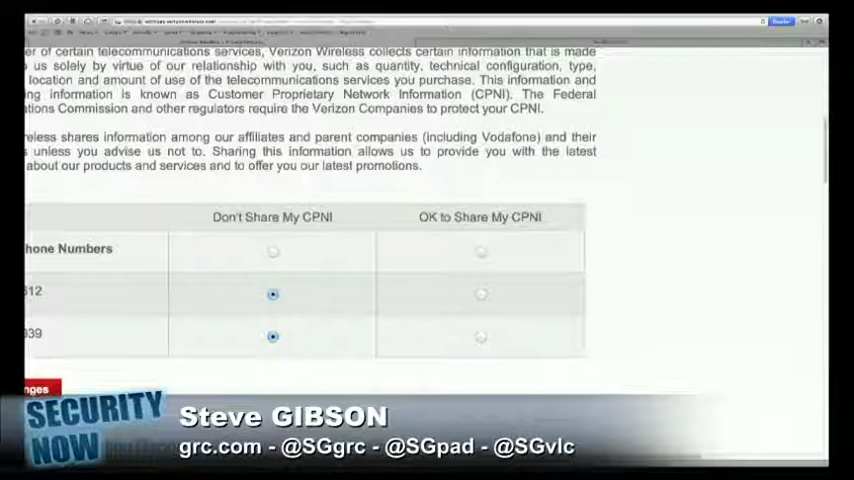 er of certain telecommunications services, Verizon Wireless collects certain information that is made
us solely by virtue of our relationship with you, such as quantity, technical configuration, type,
location and amount of use of the telecommunications services you purchase. This information and
ing information is known as Customer Proprietary Network Information (CPNI). The Federal
ations Commission and other regulators require the Verizon Companies to protect your CPNI.
reless shares information among our affiliates and parent companies (including Vodafone) and their
s unless you advise us not to. Sharing this information allows us to provide you with the latest
about our products and services and to offer you our latest promotions.
Don't Share My CPNI OK to Share My CPNI
hone Numbers
612
939
nges
SECURITY NOW
Steve GIBSON
grc.com - @SGgrc - @SGpad - @SGvlc